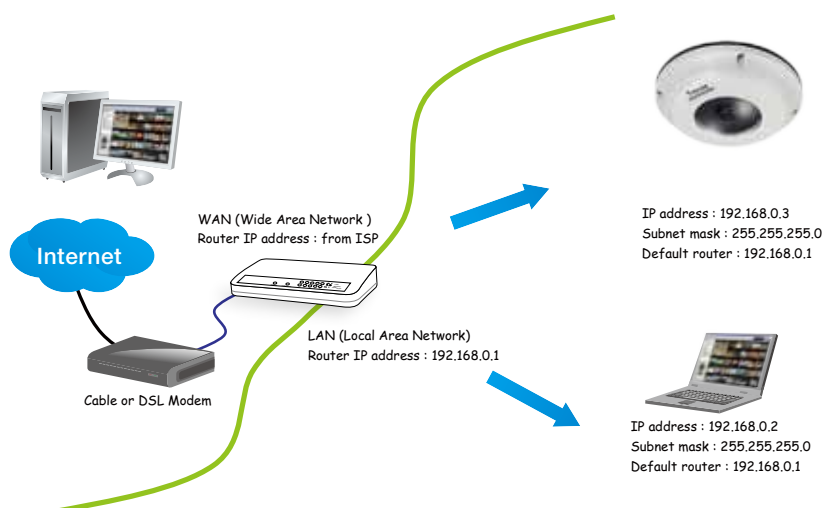 Internet
WAN (Wide Area Network )
Router IP address : from ISP
LAN (Local Area Network)
Router IP address : 192.168.0.1
Cable or DSL Modem
IP address : 192.168.0.3
Subnet mask : 255.255.255.0
Default router : 192.168.0.1
IP address : 192.168.0.2
Subnet mask : 255.255.255.0
Default router : 192.168.0.1